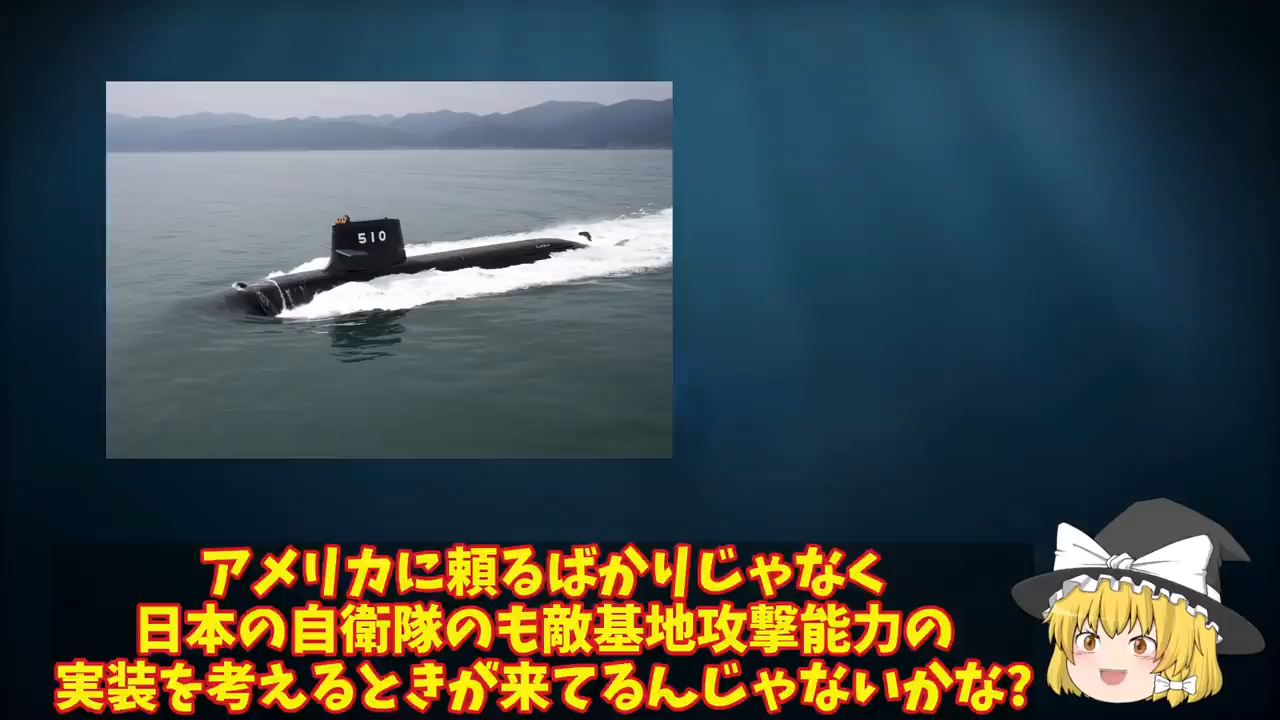 510
アメリカに頼るばかりじゃなく
日本の自衛隊のも敵基地攻撃能力の
実装を考えるときが来てるんじゃないかな?